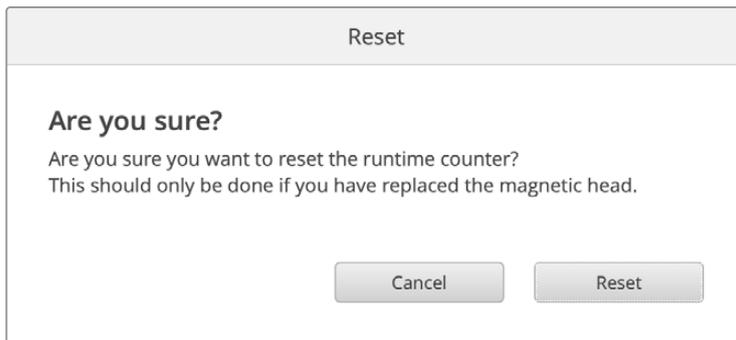 Reset
Are you sure?
Are you sure you want to reset the runtime counter?
This should only be done if you have replaced the magnetic head.
Cancel
Reset